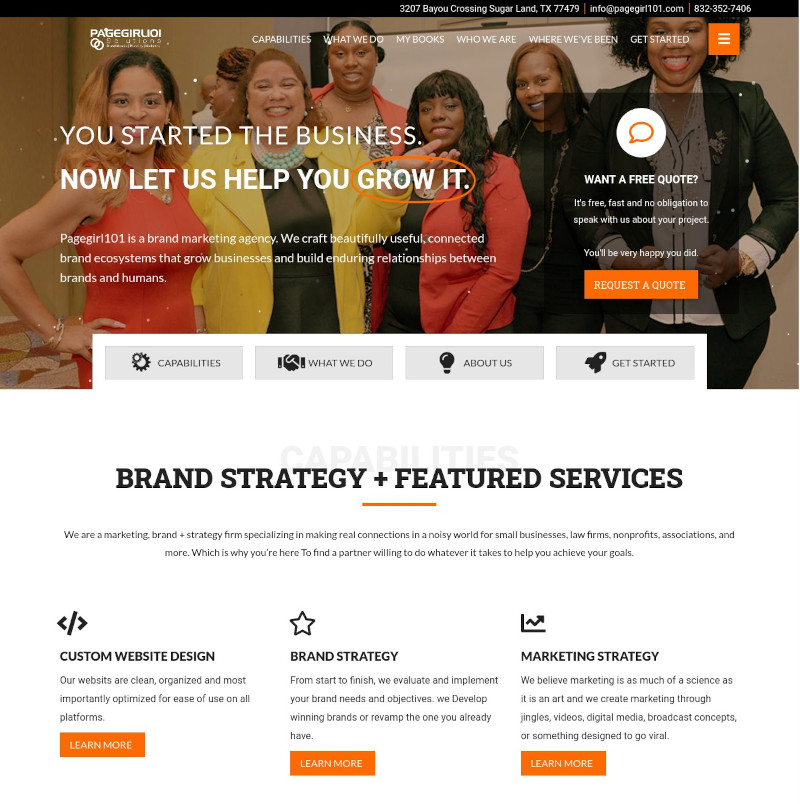 3207 Bayou Crossing Sugar Land, TX 77479 | info@pagegirl101.com | 832-352-7406
PAGEGIRL101
Solutions
CAPABILITIES WHAT WE DO MY BOOKS WHO WE ARE WHERE WE'VE BEEN GET STARTED
YOU STARTED THE BUSINESS.
NOW LET US HELP YOU GROW IT.
Pagegirl101 is a brand marketing agency. We craft beautifully useful, connected
brand ecosystems that grow businesses and build enduring relationships between
brands and humans.
WANT A FREE QUOTE?
It's free, fast and no obligation to
speak with us about your project.
You'll be very happy you did.
REQUEST A QUOTE
CAPABILITIES
WHAT WE DO
ABOUT US
GET STARTED
CAPABILITIES
BRAND STRATEGY + FEATURED SERVICES
We are a marketing, brand + strategy firm specializing in making real connections in a noisy world for small businesses, law firms, nonprofits, associations, and
more. Which is why you're here To find a partner willing to do whatever it takes to help you achieve your goals.
CUSTOM WEBSITE DESIGN
Our websits are clean, organized and most
importantly optimized for ease of use on all
platforms.
LEARN MORE
BRAND STRATEGY
From start to finish, we evaluate and implement
your brand needs and objectives. we Develop
winning brands or revamp the one you already
have.
LEARN MORE
MARKETING STRATEGY
We believe marketing is as much of a science as
it is an art and we create marketing through
jingles, videos, digital media, broadcast concepts,
or something designed to go viral.
LEARN MORE